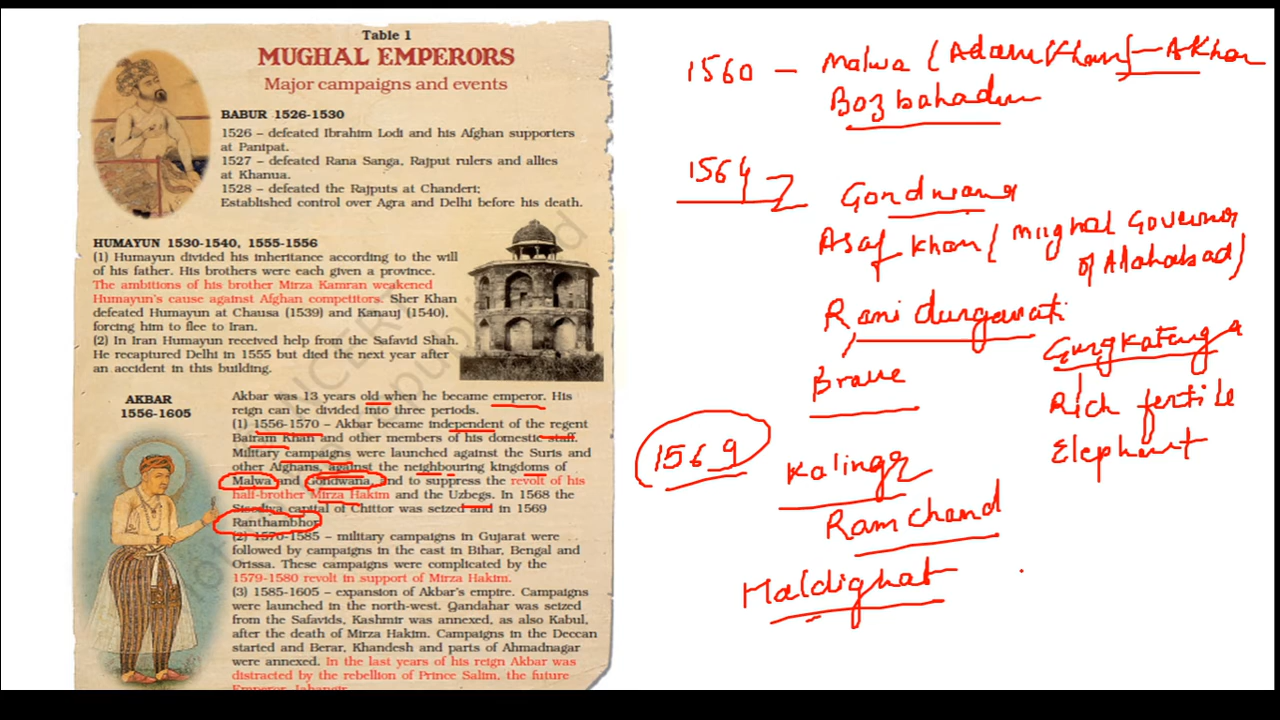 Table 1
MUGHAL EMPERORS
Major campaigns and events
BABUR 1526-1530
1526 – defeated Ibrahim Lodi and his Afghan supporters
at Panipat.
1527 – defeated Rana Sanga, Rajput rulers and allies
at Khanua.
1528 – defeated the Rajputs at Chanderi;
Established control over Agra and Delhi before his death.
HUMAYUN 1530-1540, 1555-1556
(1) Humayun divided his inheritance according to the will
of his father. His brothers were each given a province.
The ambitions of his brother Mirza Kamran weakened
Humayun's cause against Afghan competitors. Sher Khan
defeated Humayun at Chausa (1539) and Kanauj (1540),
forcing him to flee to Iran.
(2) In Iran Humayun received help from the Safavid Shah.
He recaptured Delhi in 1555 but died the next year after
an accident in this building.
AKBAR
1556-1605
Akbar was 13 years old when he became emperor. His
reign can be divided into three periods.
(1) 1556-1570 – Akbar became independent of the regent
Bairam Khan and other members of his domestic staff.
Military campaigns were launched against the Suris and
other Afghans, against the neighbouring kingdoms of
Malwa and Gondwana, and to suppress the revolt of his
half-brother Mirza Hakim and the Uzbegs. In 1568 the
Sisodiya capital of Chittor was seized and in 1569
Ranthambhor.
(2) 1570-1585 – military campaigns in Gujarat were
followed by campaigns in the east in Bihar, Bengal and
Orissa. These campaigns were complicated by the
1579-1580 revolt in support of Mirza Hakim.
(3) 1585-1605 – expansion of Akbar's empire. Campaigns
were launched in the north-west. Qandahar was seized
from the Safavids, Kashmir was annexed, as also Kabul,
after the death of Mirza Hakim. Campaigns in the Deccan
started and Berar, Khandesh and parts of Ahmadnagar
were annexed. In the last years of his reign Akbar was
distracted by the rebellion of Prince Salim, the future
Emperor Jahangir.
1560 – Malwa (Adam Khan) – A Khan
Bozbahadur
1564
Gondwana
Asaf Khan (Mughal Governor
of Alahabad)
Rani durgawati
Brave
Rich fertile
Elephant
1569
Kalingr
Ram chand
Haldighat